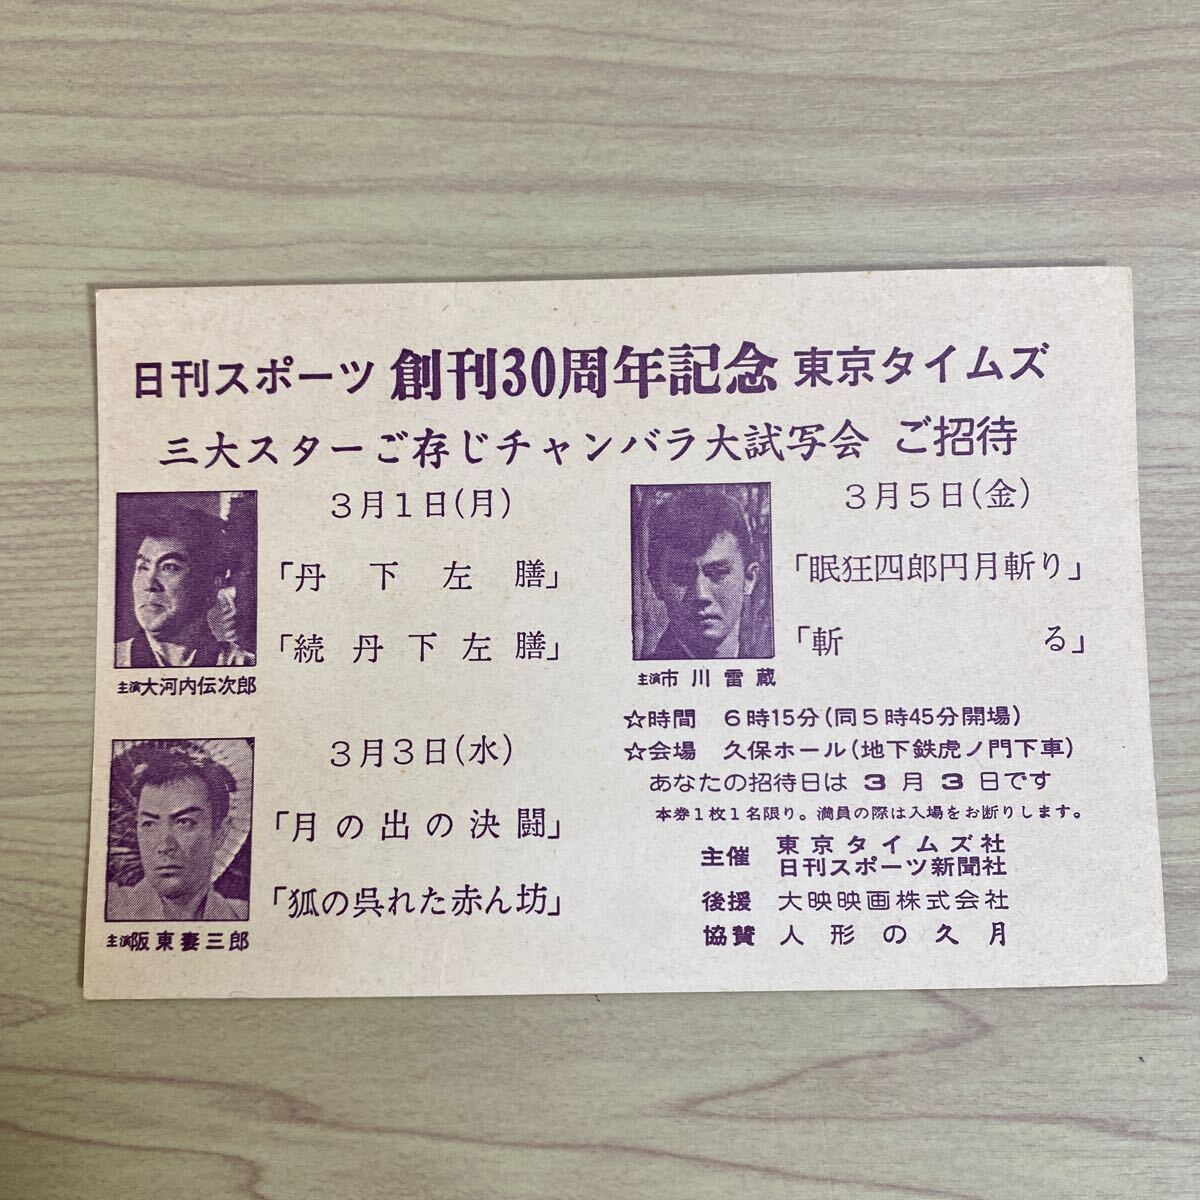 日刊スポーツ 創刊30周年記念 東京タイムズ
三大スターご存じチャンバラ大試写会 ご招待
3月1日(月)
「丹下左膳」
「続丹下左膳」
主演大河内伝次郎
3月3日(水)
「月の出の決闘」
「狐の呉れた赤ん坊」
主演阪東妻三郎
3月5日(金)
「眠狂四郎円月斬り」
「斬る」
主演市川雷蔵
☆時間 6時15分(同5時45分開場)
☆会場 久保ホール(地下鉄虎ノ門下車)
あなたの招待日は 3月3日です
本券1枚1名限り。満員の際は入場をお断りします。
主催 東京タイムズ社
日刊スポーツ新聞社
後援 大映映画株式会社
協賛 人形の久月